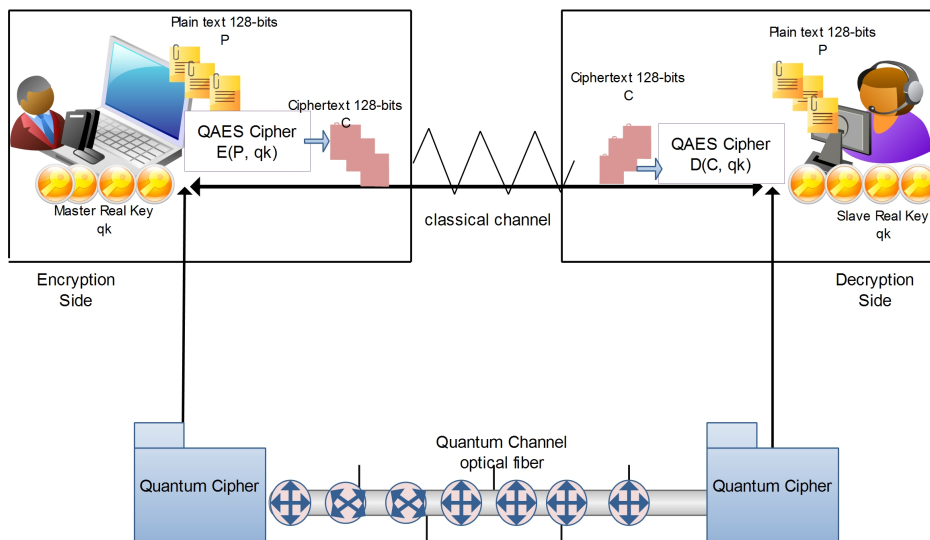 Plain text 128-bits
P
Ciphertext 128-bits
C
QAES Cipher
E(P, qk)
Master Real Key
qk
Encryption
Side
classical channel
Ciphertext 128-bits
C
Plain text 128-bits
P
QAES Cipher
D(C, qk)
Slave Real Key
qk
Decryption
Side
Quantum Cipher
Quantum Channel
optical fiber
Quantum Cipher